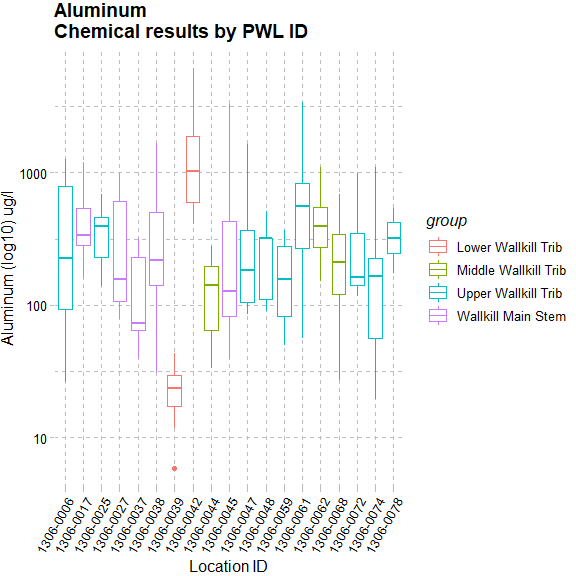 Aluminum
Chemical results by PWL ID
Aluminum (log10) ug/l
1000
100
10
1306-0006
1306-0017
1306-0025
1306-0027
1306-0037
1306-0038
1306-0039
1306-0042
1306-0044
1306-0045
1306-0047
1306-0048
1306-0059
1306-0061
1306-0062
1306-0068
1306-0072
1306-0074
1306-0078
Location ID
group
Lower Wallkill Trib
Middle Wallkill Trib
Upper Wallkill Trib
Wallkill Main Stem